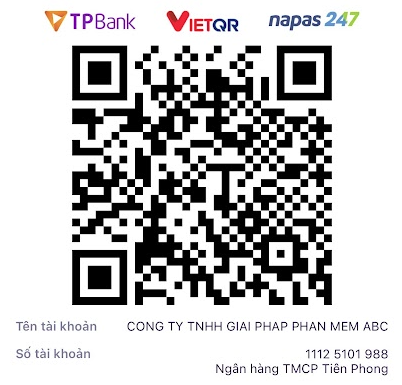 TPBank VIETQR napas 247
Tên tài khoản CONG TY TNHH GIAI PHAP PHAN MEM ABC
Số tài khoản 1112 5101 988
Ngân hàng TMCP Tiên Phong